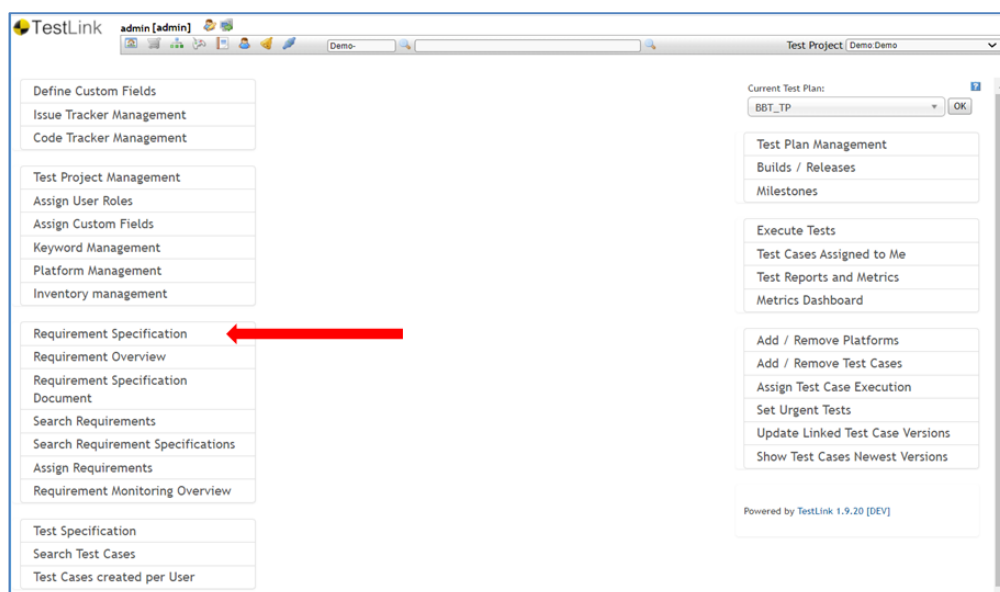 TestLink admin [admin]
Demo- Test Project Demo:Demo
Define Custom Fields
Issue Tracker Management
Code Tracker Management
Test Project Management
Assign User Roles
Assign Custom Fields
Keyword Management
Platform Management
Inventory management
Requirement Specification
Requirement Overview
Requirement Specification
Document
Search Requirements
Search Requirement Specifications
Assign Requirements
Requirement Monitoring Overview
Test Specification
Search Test Cases
Test Cases created per User
Current Test Plan: ?
BBT_TP OK
Test Plan Management
Builds / Releases
Milestones
Execute Tests
Test Cases Assigned to Me
Test Reports and Metrics
Metrics Dashboard
Add / Remove Platforms
Add / Remove Test Cases
Assign Test Case Execution
Set Urgent Tests
Update Linked Test Case Versions
Show Test Cases Newest Versions
Powered by TestLink 1.9.20 [DEV]